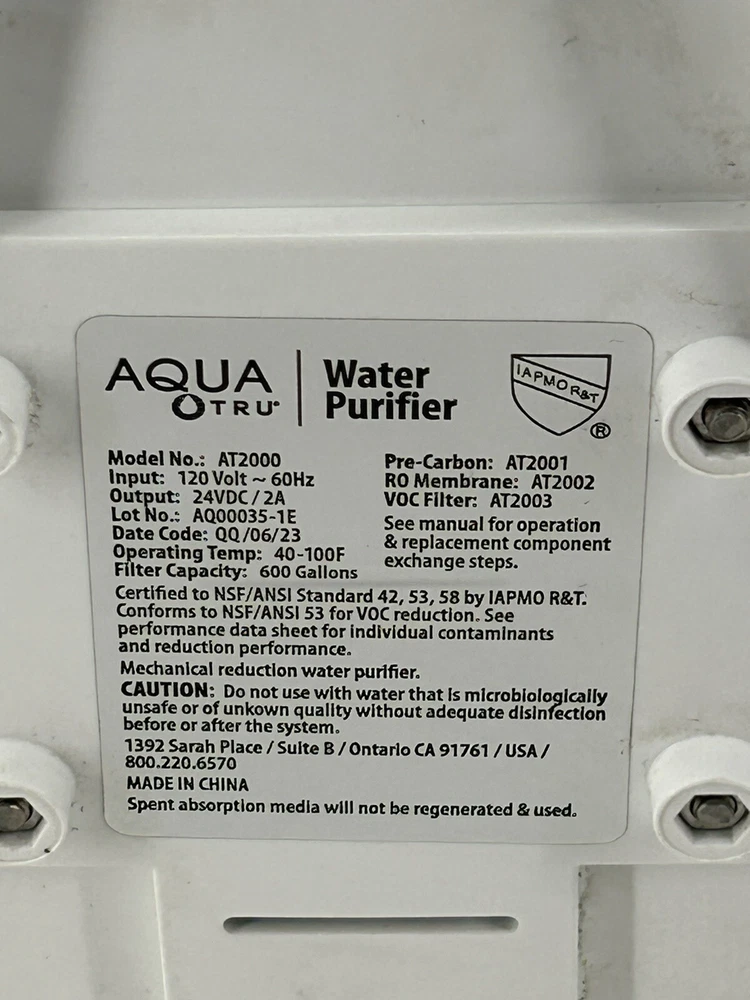 AQUA TRU
Water
Purifier
IAPMO R&T
®
Model No.: AT2000
Input: 120 Volt ~ 60Hz
Output: 24VDC / 2A
Lot No.: AQ00035-1E
Date Code: QQ /06/23
Operating Temp: 40-100F
Filter Capacity: 600 Gallons
Pre-Carbon: AT2001
RO Membrane: AT2002
VOC Filter: AT2003
See manual for operation
& replacement component
exchange steps.
Certified to NSF/ANSI Standard 42, 53, 58 by IAPMO R&T.
Conforms to NSF/ANSI 53 for VOC reduction. See
performance data sheet for individual contaminants
and reduction performance.
Mechanical reduction water purifier.
CAUTION: Do not use with water that is microbiologically
unsafe or of unkown quality without adequate disinfection
before or after the system.
1392 Sarah Place / Suite B / Ontario CA 91761 / USA /
800.220.6570
MADE IN CHINA
Spent absorption media will not be regenerated & used.